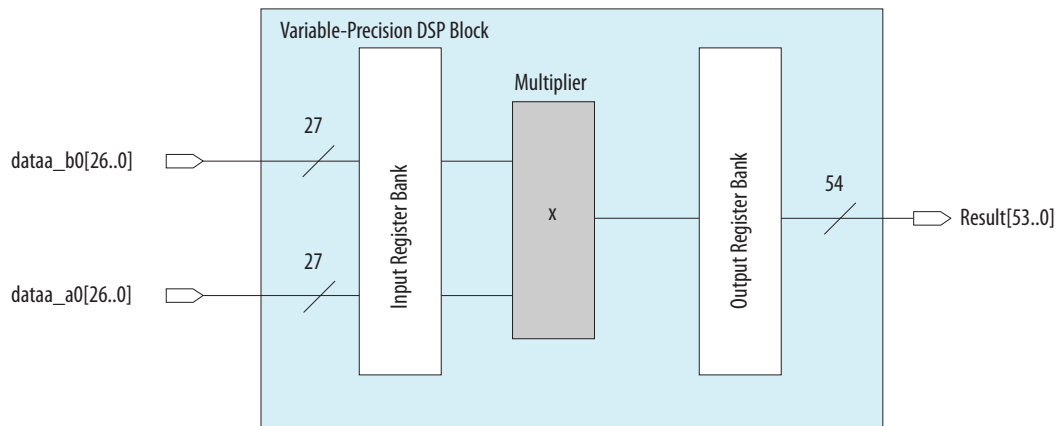 Variable-Precision DSP Block
Multiplier
27
dataa_b0[26..0]
Input Register Bank
x
Output Register Bank
54
Result[53..0]
27
dataa_a0[26..0]